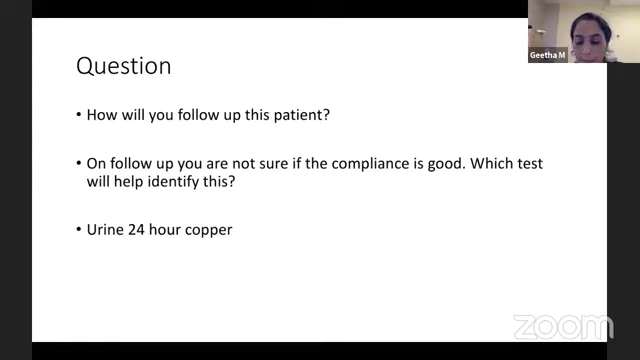 Geetha M
Question
• How will you follow up this patient?
• On follow up you are not sure if the compliance is good. Which test
will help identify this?
• Urine 24 hour copper
zoom